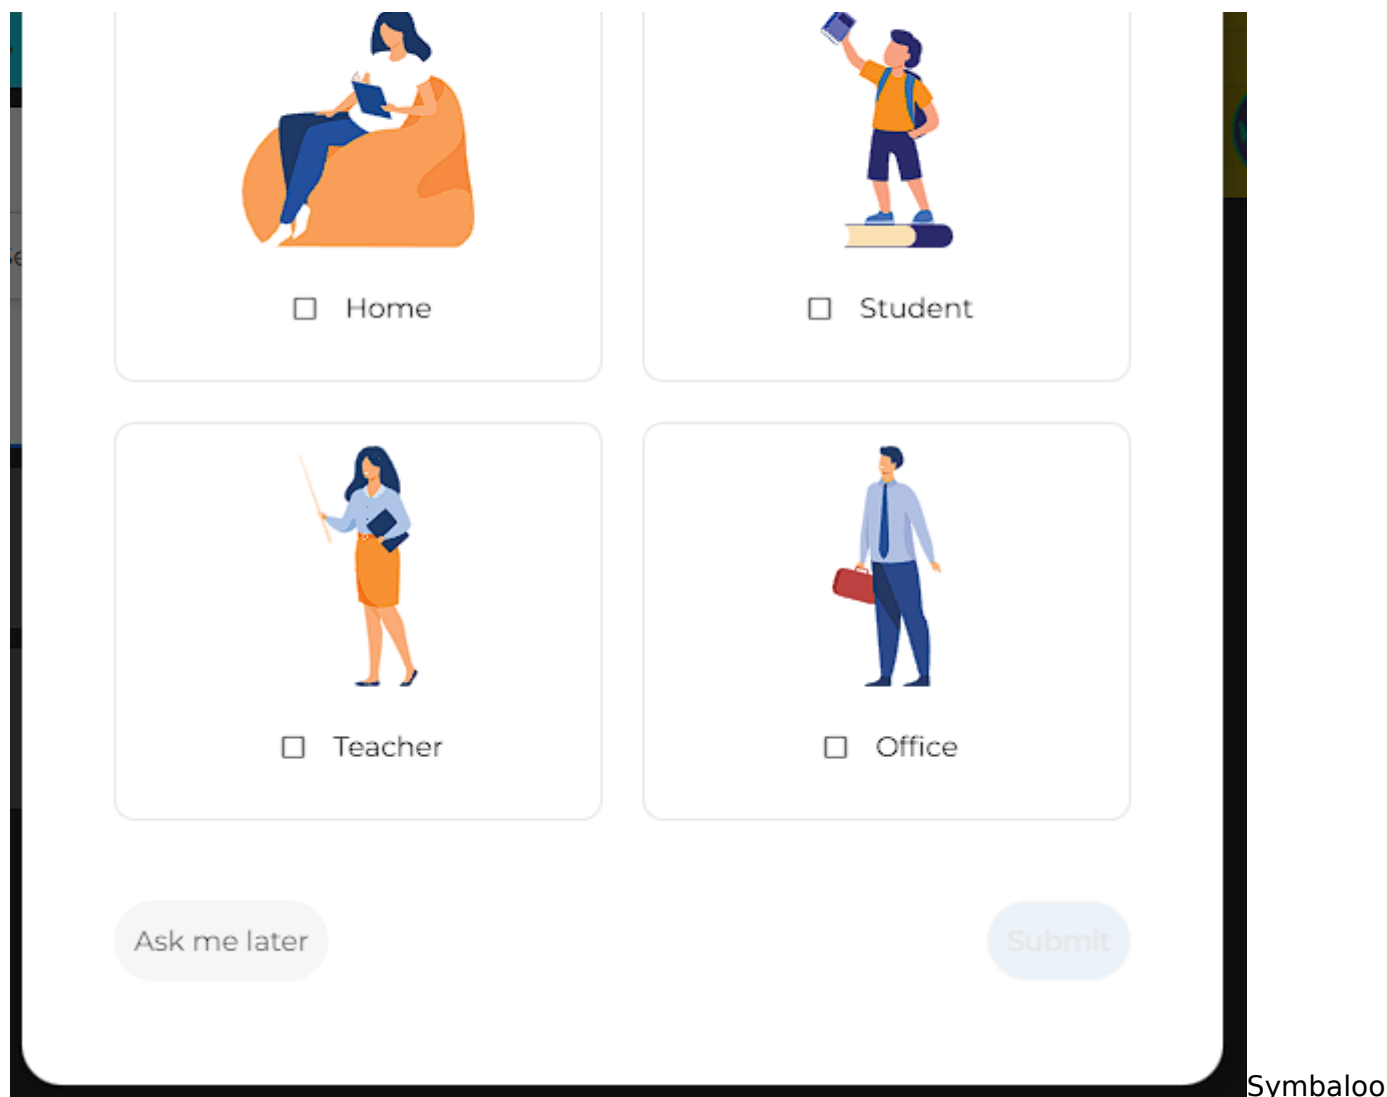 Home
Student
Teacher
Office
Ask me later
Submit
Symbaloo